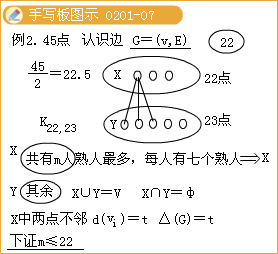 手写板图示 0201-07
例2.45点 认识边 G=(v,E) 22
45/2=22.5 X 22点
K22,23 Y 23点
X 共有m人熟人最多，每人有七个熟人⟹X
Y 其余 X∪Y=V X∩Y=Φ
X中两点不邻 d(vi)=t △(G)=t
下证m≤22